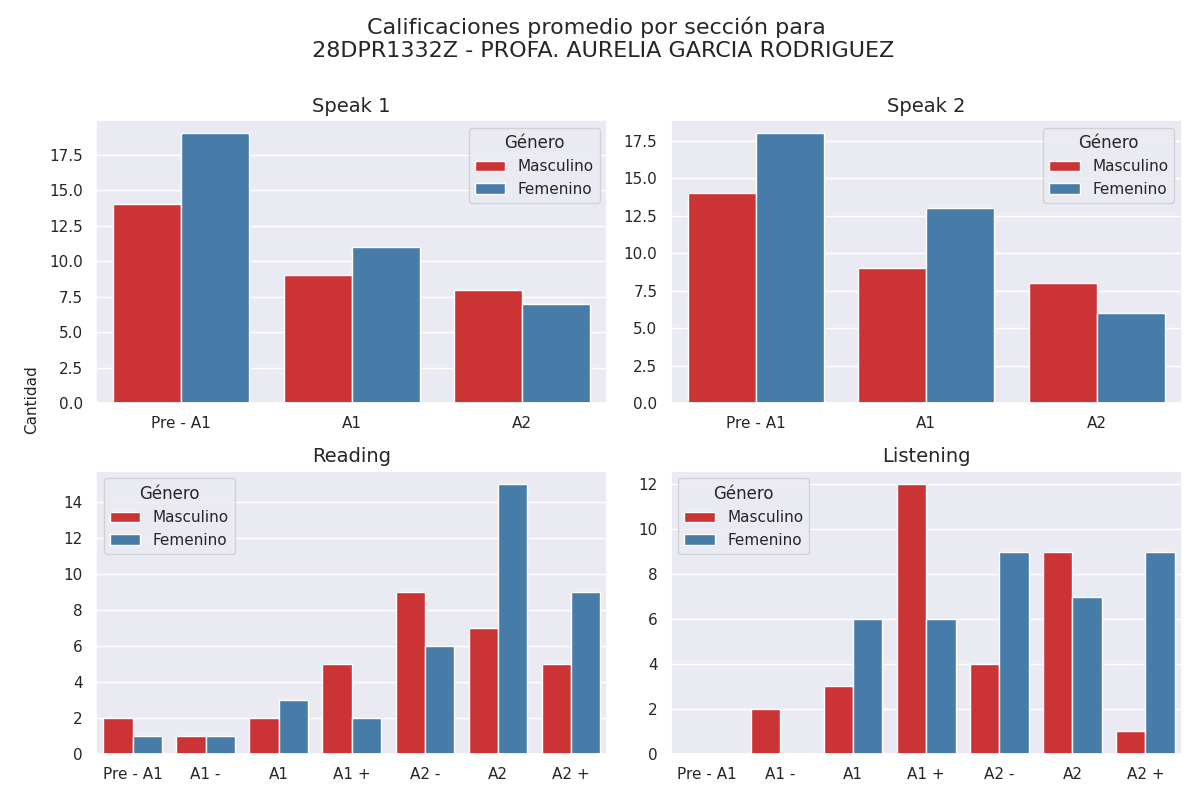 Calificaciones promedio por sección para
28DPR1332Z - PROFA. AURELIA GARCIA RODRIGUEZ
Cantidad
Speak 1
Género
Masculino
Femenino
17.5
15.0
12.5
10.0
7.5
5.0
2.5
0.0
Pre - A1 A1 A2
Speak 2
Género
Masculino
Femenino
17.5
15.0
12.5
10.0
7.5
5.0
2.5
0.0
Pre - A1 A1 A2
Reading
Género
Masculino
Femenino
14
12
10
8
6
4
2
0
Pre - A1 A1 - A1 A1 + A2 - A2 A2 +
Listening
Género
Masculino
Femenino
12
10
8
6
4
2
0
Pre - A1 A1 - A1 A1 + A2 - A2 A2 +